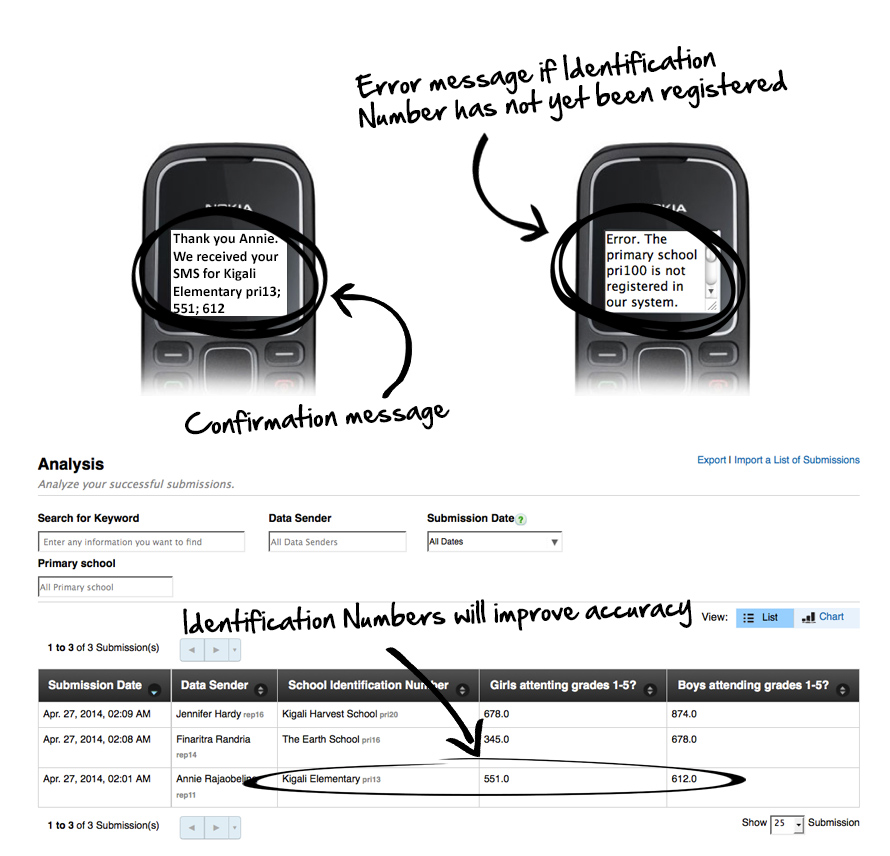 Error message if Identification
Number has not yet been registered
NOKIA
Thank you Annie.
We received your
SMS for Kigali
Elementary pri13;
551; 612
Error. The
primary school
pri100 is not
registered in
our system.
Confirmation message
Analysis
Export | Import a List of Submissions
Analyze your successful submissions.
Search for Keyword Data Sender Submission Date ?
Enter any information you want to find All Data Senders All Dates
Primary school
All Primary school
Identification Numbers will improve accuracy
View: List Chart
1 to 3 of 3 Submission(s)
Submission Date Data Sender School Identification Number Girls attenting grades 1-5? Boys attending grades 1-5?
Apr. 27, 2014, 02:09 AM Jennifer Hardy rep16 Kigali Harvest School pri20 678.0 874.0
Apr. 27, 2014, 02:08 AM Finaritra Randria The Earth School pri16 345.0 678.0
rep14
Apr. 27, 2014, 02:01 AM Annie Rajaobelina Kigali Elementary pri13 551.0 612.0
rep11
1 to 3 of 3 Submission(s)
Show 25 Submission